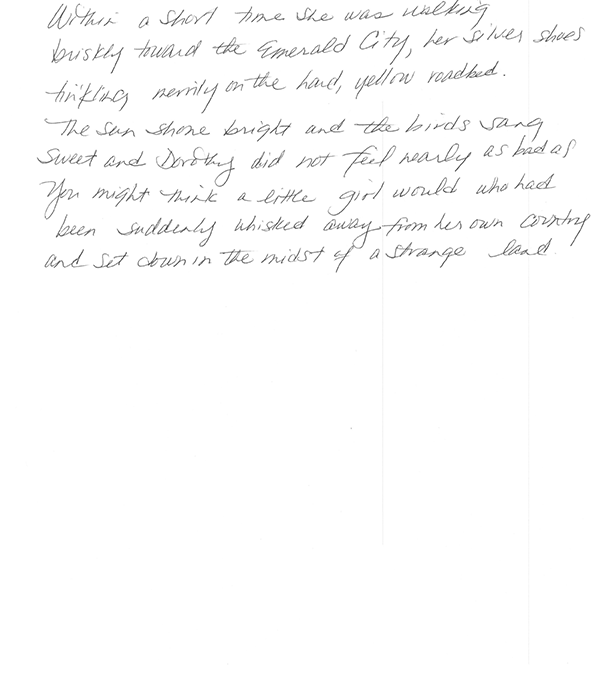 Within a short time she was walking
briskly toward the Emerald City, her silver shoes
tinkling merrily on the hard, yellow roadbed.
The sun shone bright and the birds sang
sweet and Dorothy did not feel nearly as bad as
you might think a little girl would who had
been suddenly whisked away from her own country
and set down in the midst of a strange land.